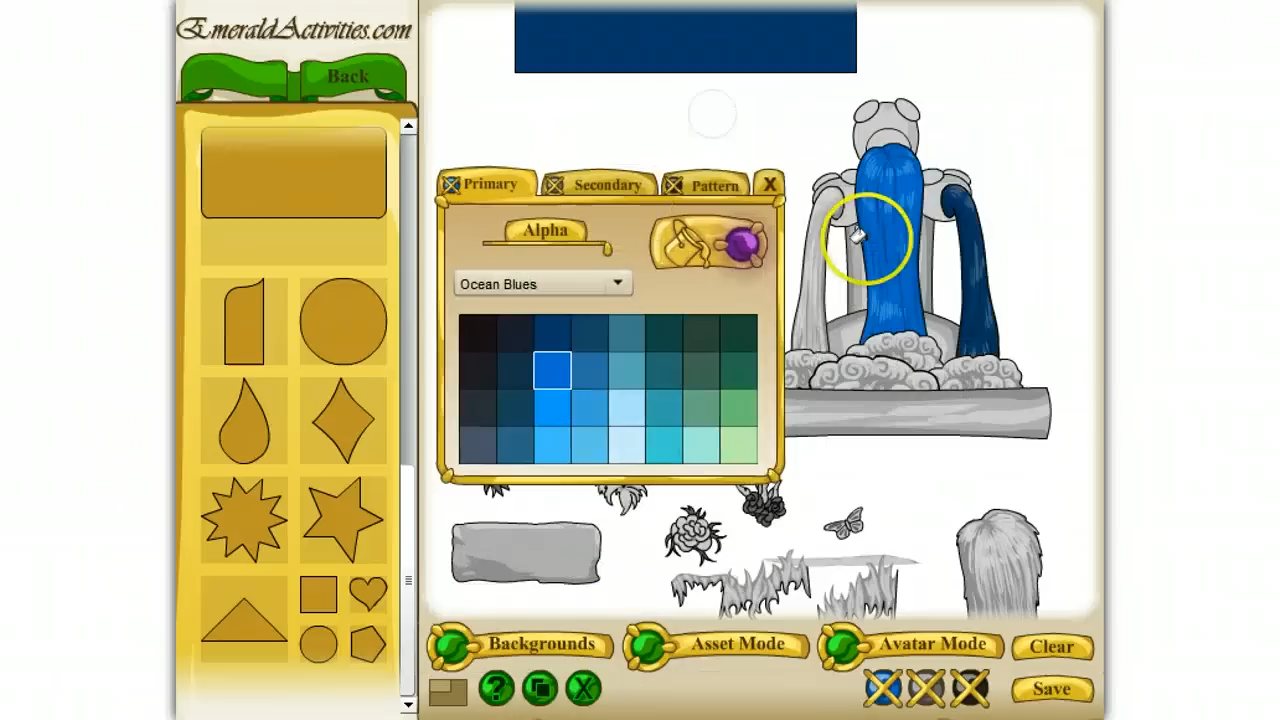 EmeraldActivities.com
Back
Primary
Secondary
Pattern
X
Alpha
Ocean Blues
Backgrounds
Asset Mode
Avatar Mode
Clear
?
X
Save